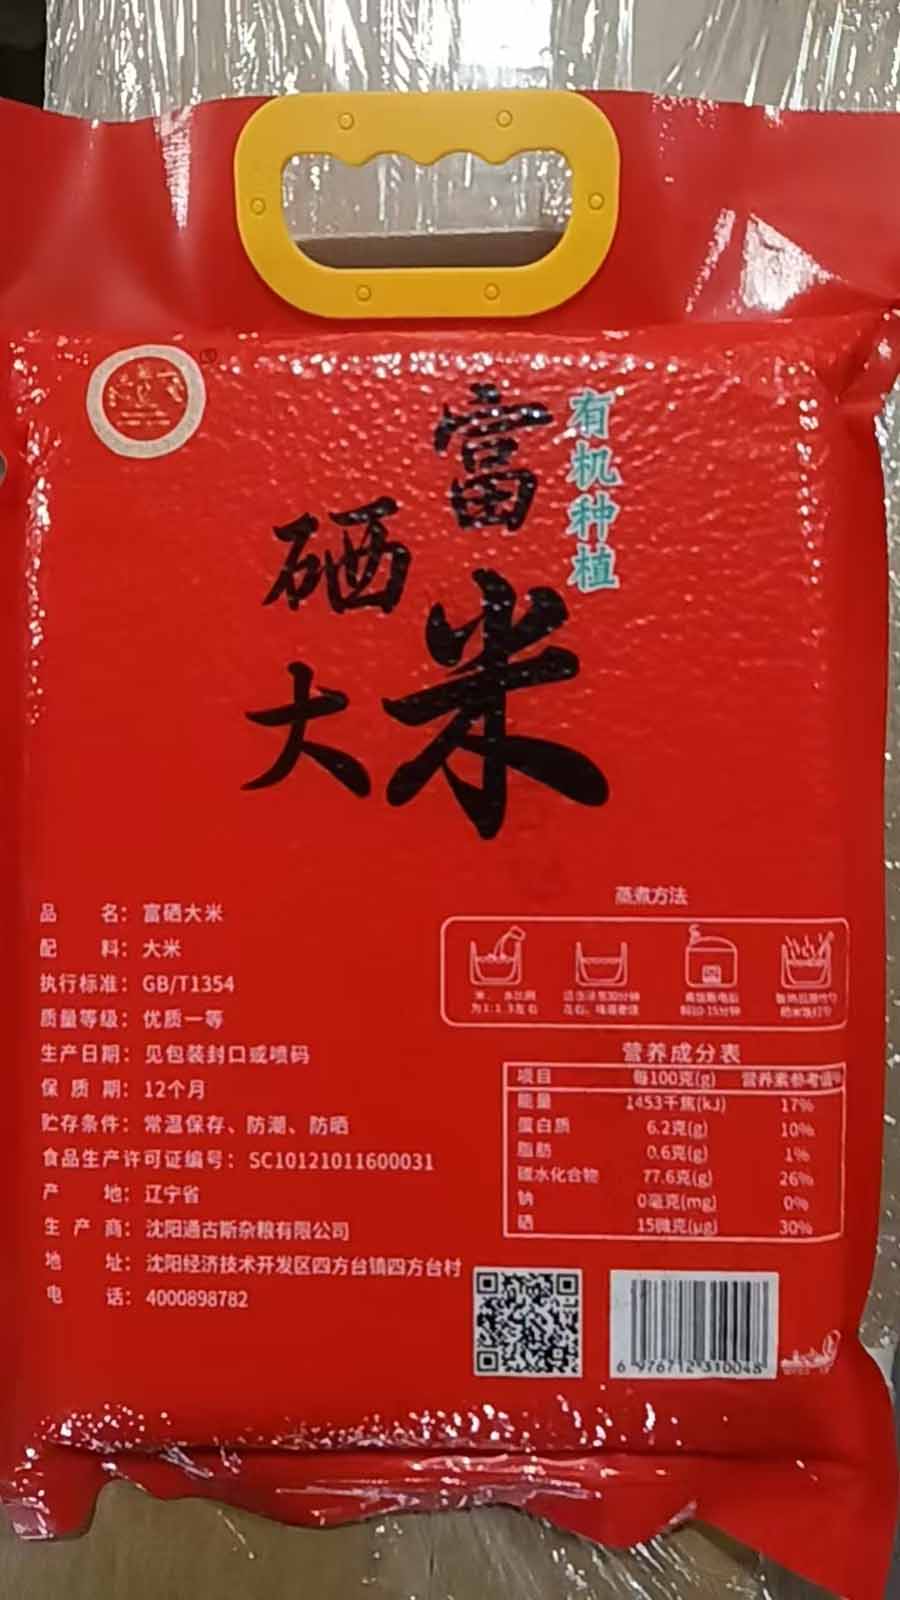 有机种植
富硒大米
品 名：富硒大米
配 料：大米
执行标准：GB/T1354
质量等级：优质一等
生产日期：见包装封口或喷码
保 质 期：12个月
贮存条件：常温保存、防潮、防晒
食品生产许可证编号：SC10121011600031
产 地：辽宁省
生 产 商：沈阳通古斯杂粮有限公司
地 址：沈阳经济技术开发区四方台镇四方台村
电 话：4000898782
蒸煮方法
为1:1.3左右
营养成分表
项目 每100克(g) 营养素参考值%
能量 1453千焦(kJ) 17%
蛋白质 6.2克(g) 10%
脂肪 0.6克(g) 1%
碳水化合物 77.6克(g) 26%
钠 0毫克(mg) 0%
硒 15微克(μg) 30%
6 976712 310048